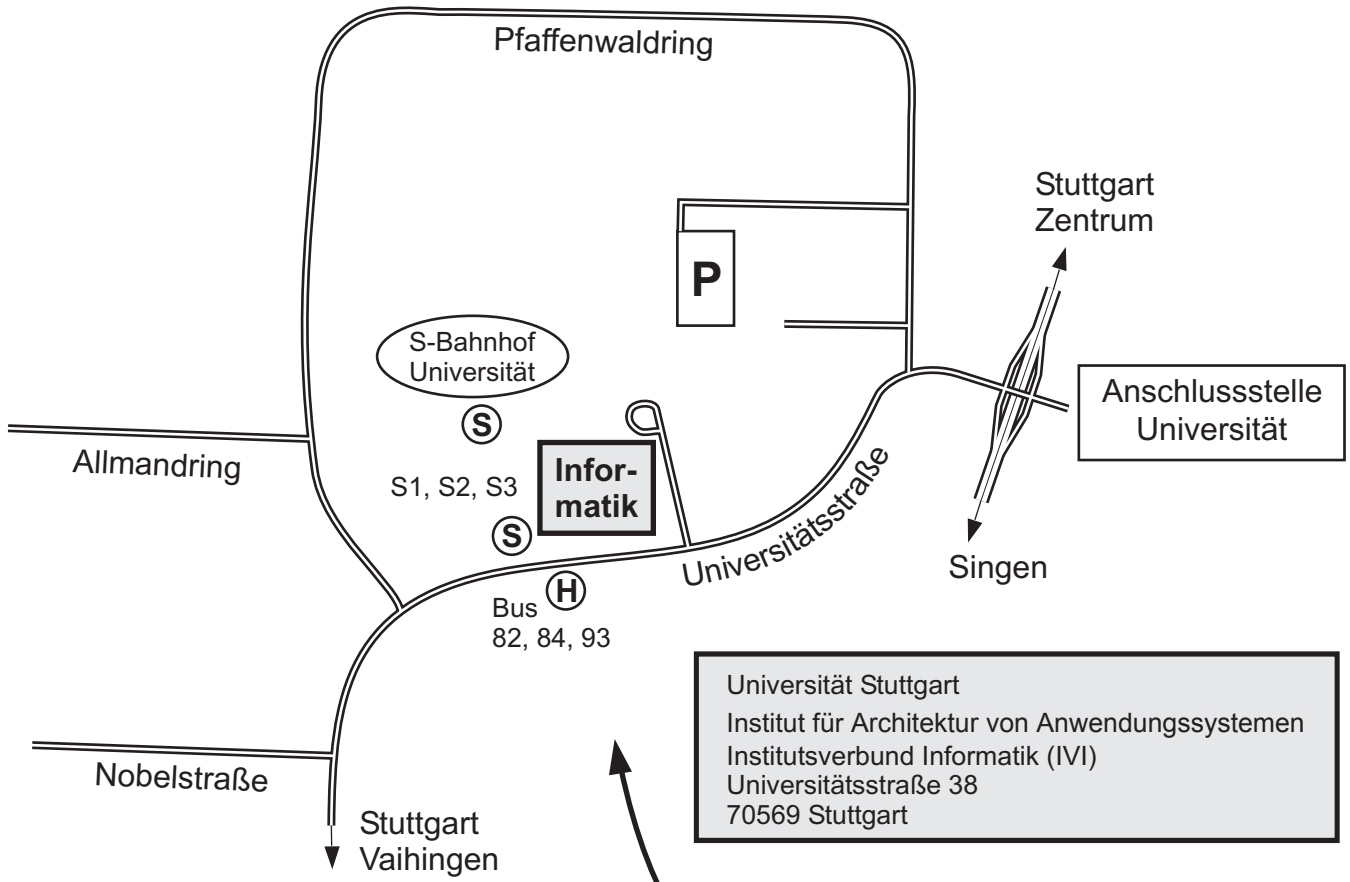 Pfaffenwaldring
Stuttgart
Zentrum
P
S-Bahnhof
Universität
S
Anschlussstelle
Universität
Allmandring
S1, S2, S3
Infor-
matik
S
Universitätsstraße
Singen
H
Bus
82, 84, 93
Universität Stuttgart
Institut für Architektur von Anwendungssystemen
Institutsverbund Informatik (IVI)
Universitätsstraße 38
70569 Stuttgart
Nobelstraße
Stuttgart
Vaihingen